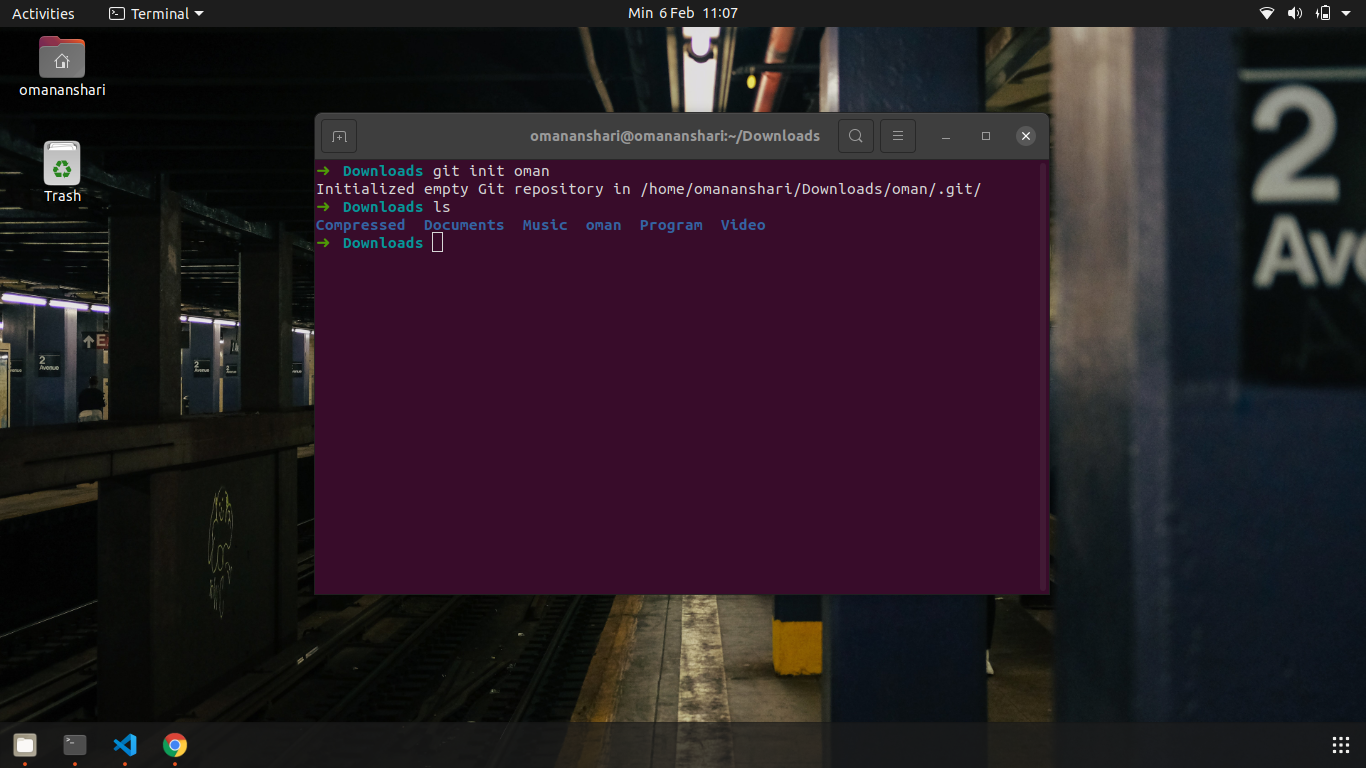 Activities Terminal Min 6 Feb 11:07
omananshari
Trash
omananshari@omananshari:~/Downloads
➜ Downloads git init oman
Initialized empty Git repository in /home/omananshari/Downloads/oman/.git/
➜ Downloads ls
Compressed Documents Music oman Program Video
➜ Downloads
2
Av
E
2
Avenue
2
Avenue
2